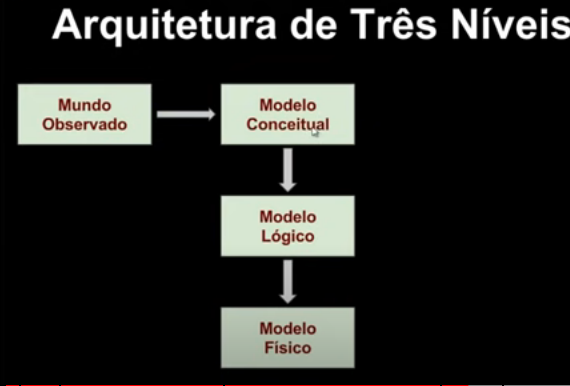 Arquitetura de Três Níveis
Mundo
Observado
Modelo
Conceitual
Modelo
Lógico
Modelo
Físico